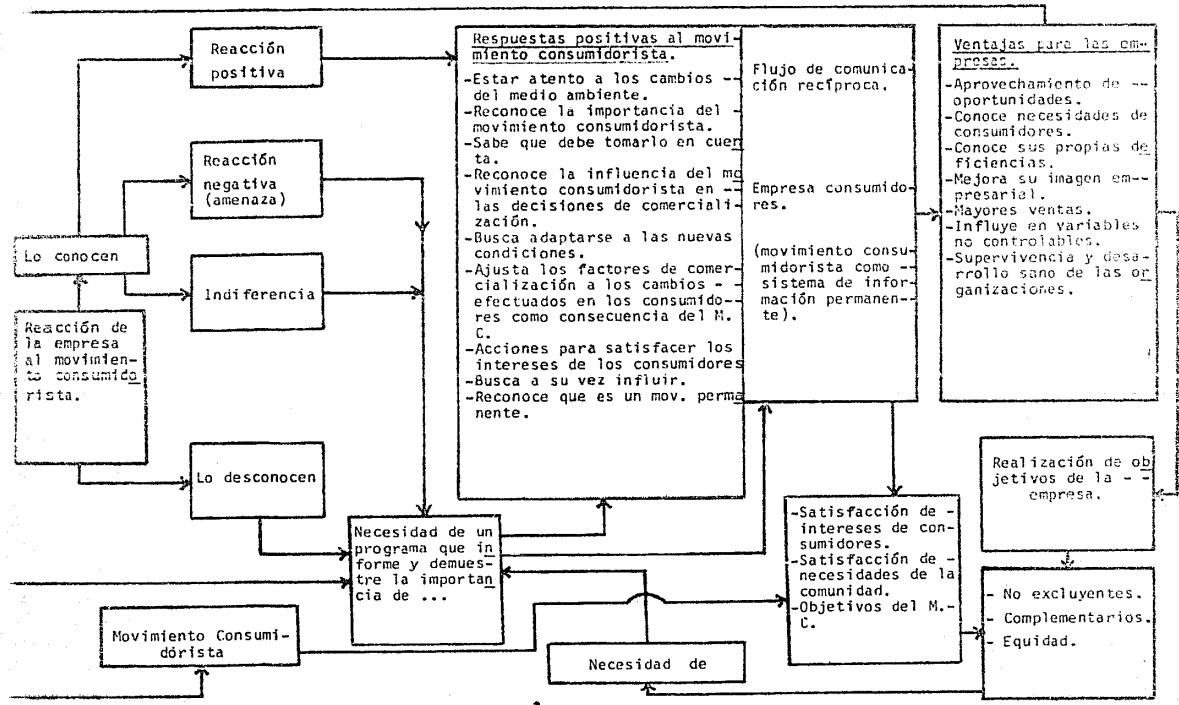 Reacción
positiva
Reacción
negativa
(amenaza)
Lo conocen
Indiferencia
Reacción de
la empresa
al movimien-
to consumido
rista.
Lo desconocen
Respuestas positivas al movi-
miento consumidorista.
-Estar atento a los cambios --
del medio ambiente.
-Reconoce la importancia del -
movimiento consumidorista.
-Sabe que debe tomarlo en cuen
ta.
-Reconoce la influencia del mo
vimiento consumidorista en --
las decisiones de comerciali-
zación.
-Busca adaptarse a las nuevas
condiciones.
-Ajusta los factores de comer-
cialización a los cambios - -
efectuados en los consumido--
res como consecuencia del M.
C.
-Acciones para satisfacer los
intereses de los consumidores
-Busca a su vez influir.
-Reconoce que es un mov. perma
nente.
Flujo de comunica-
ción recíproca.
Empresa consumido-
res.
(movimiento consu-
midorista como --
sistema de infor-
mación permanen--
te).
Ventajas para las em--
presas.
-Aprovechamiento de --
oportunidades.
-Conoce necesidades de
consumidores.
-Conoce sus propias de
ficiencias.
-Mejora su imagen em--
presarial.
-Mayores ventas.
-Influye en variables
no controlables.
-Supervivencia y desa-
rrollo sano de las or
ganizaciones.
Realización de ob
jetivos de la - -
empresa.
Necesidad de un
programa que in
forme y demues-
tre la importan
cia de ...
-Satisfacción de -
intereses de con-
sumidores.
-Satisfacción de -
necesidades de la
comunidad.
-Objetivos del M.-
C.
- No excluyentes.
- Complementarios.
- Equidad.
Movimiento Consumi-
dórista
Necesidad de